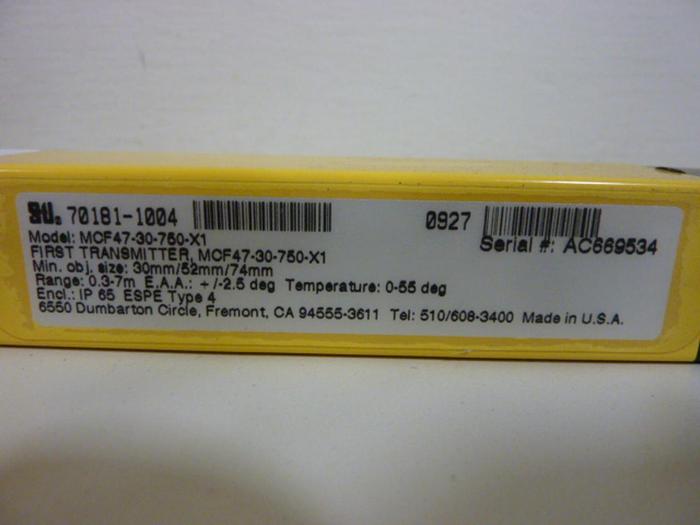 STI. 70181-1004 0927
Model: MCF47-30-750-X1 Serial #: AC669534
FIRST TRANSMITTER, MCF47-30-750-X1
Min. obj. size: 30mm/52mm/74mm
Range: 0.3-7m E.A.A.: +/-2.5 deg Temperature: 0-55 deg
Encl.: IP 65 ESPE Type 4
6550 Dumbarton Circle, Fremont, CA 94555-3611 Tel: 510/608-3400 Made in U.S.A.